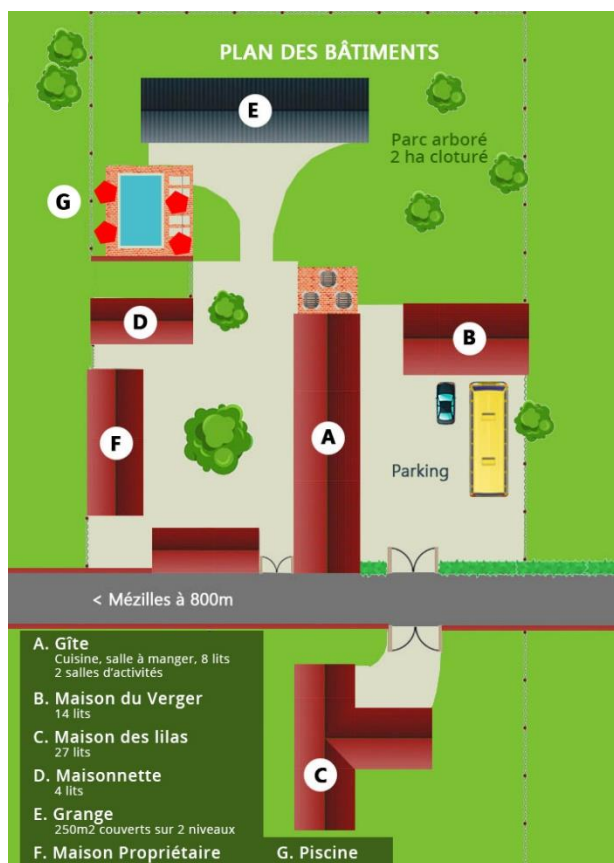 PLAN DES BÂTIMENTS
E
Parc arboré
2 ha cloturé
G
D
B
F
A
Parking
< Mézilles à 800m
A. Gîte
Cuisine, salle à manger, 8 lits
2 salles d'activités
B. Maison du Verger
14 lits
C. Maison des lilas
27 lits
D. Maisonnette
4 lits
E. Grange
250m2 couverts sur 2 niveaux
F. Maison Propriétaire
G. Piscine
C